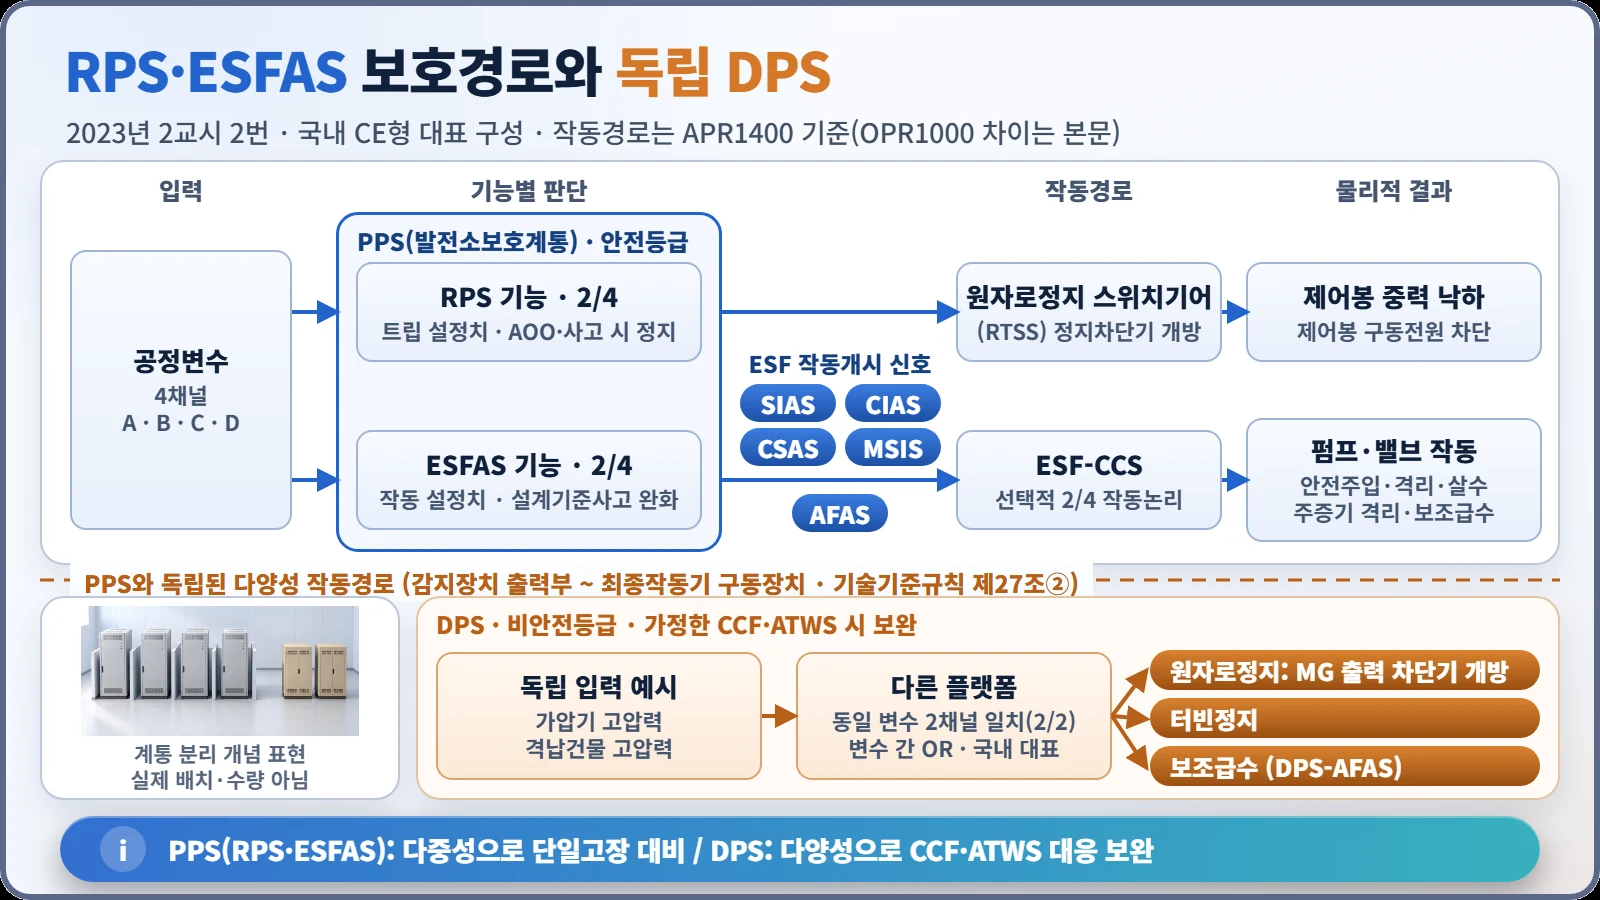 RPS·ESFAS 보호경로와 독립 DPS
2023년 2교시 2번 · 국내 CE형 대표 구성 · 작동경로는 APR1400 기준(OPR1000 차이는 본문)
입력
기능별 판단
작동경로
물리적 결과
공정변수
4채널
A · B · C · D
PPS(발전소보호계통) · 안전등급
RPS 기능 · 2/4
트립 설정치 · AOO·사고 시 정지
ESFAS 기능 · 2/4
작동 설정치 · 설계기준사고 완화
ESF 작동개시 신호
SIAS
CIAS
CSAS
MSIS
AFAS
원자로정지 스위치기어
(RTSS) 정지차단기 개방
ESF-CCS
선택적 2/4 작동논리
제어봉 중력 낙하
제어봉 구동전원 차단
펌프·밸브 작동
안전주입·격리·살수
주증기 격리·보조급수
PPS와 독립된 다양성 작동경로 (감지장치 출력부 ~ 최종작동기 구동장치 · 기술기준규칙 제27조②)
계통 분리 개념 표현
실제 배치·수량 아님
DPS · 비안전등급 · 가정한 CCF·ATWS 시 보완
독립 입력 예시
가압기 고압력
격납건물 고압력
다른 플랫폼
동일 변수 2채널 일치(2/2)
변수 간 OR · 국내 대표
원자로정지: MG 출력 차단기 개방
터빈정지
보조급수 (DPS-AFAS)
i
PPS(RPS·ESFAS): 다중성으로 단일고장 대비 / DPS: 다양성으로 CCF·ATWS 대응 보완